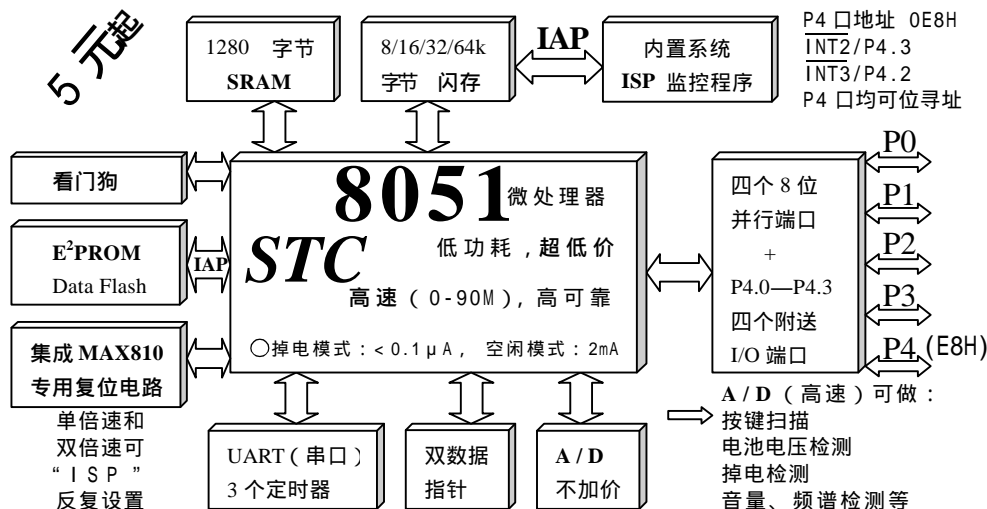 5 元起
1280 字节
SRAM
8/16/32/64k
字节 闪存
IAP
内置系统
ISP 监控程序
P4 口地址 0E8H
INT2/P4.3
INT3/P4.2
P4 口均可位寻址
看门狗
E²PROM
Data Flash
IAP
集成 MAX810
专用复位电路
单倍速和
双倍速可
“ISP”
反复设置
8051 微处理器
STC
低功耗,超低价
高速(0-90M),高可靠
○掉电模式:<0.1μA, 空闲模式:2mA
四个 8 位
并行端口
+
P4.0—P4.3
四个附送
I/O 端口
P0
P1
P2
P3
P4 (E8H)
UART(串口)
3 个定时器
双数据
指针
A/D
不加价
A/D(高速)可做:
按键扫描
电池电压检测
掉电检测
音量、频谱检测等